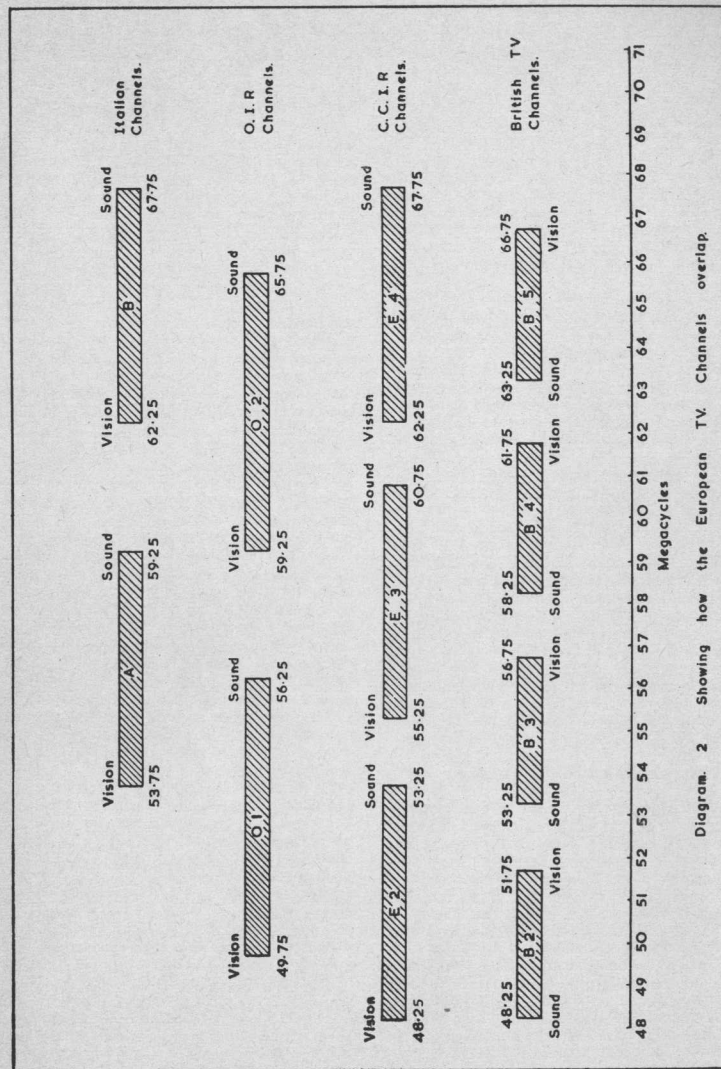 Italian
Channels.
Vision
53·75
A
Sound
59·25
Vision
62·25
B
Sound
67·75
O. I. R
Channels.
Vision
49·75
O 1
Sound
56·25
Vision
59·25
O 2
Sound
65·75
C. C. I. R
Channels.
Vision
48·25
E 2
Sound
53·25
Vision
55·25
E 3
Sound
60·75
Vision
62·25
E 4
Sound
67·75
British TV
Channels.
48·25
Sound
B 2
51·75
Vision
53·25
Sound
B 3
56·75
Vision
58·25
Sound
B 4
61·75
Vision
63·25
Sound
B 5
66·75
Vision
48 49 50 51 52 53 54 55 56 57 58 59 60 61 62 63 64 65 66 67 68 69 70 71
Megacycles
Diagram. 2 Showing how the European TV. Channels overlap.